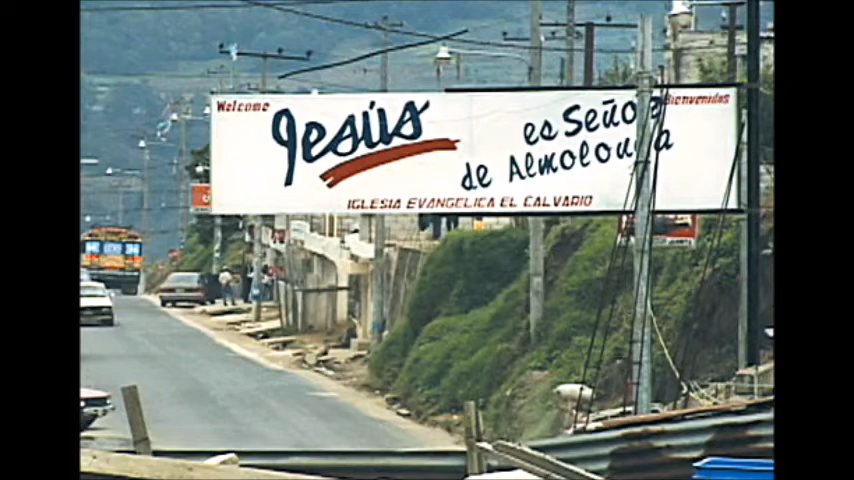 Welcome
Bienvenidos
Jesús
es Señor
de Almolonga
IGLESIA EVANGELICA EL CALVARIO